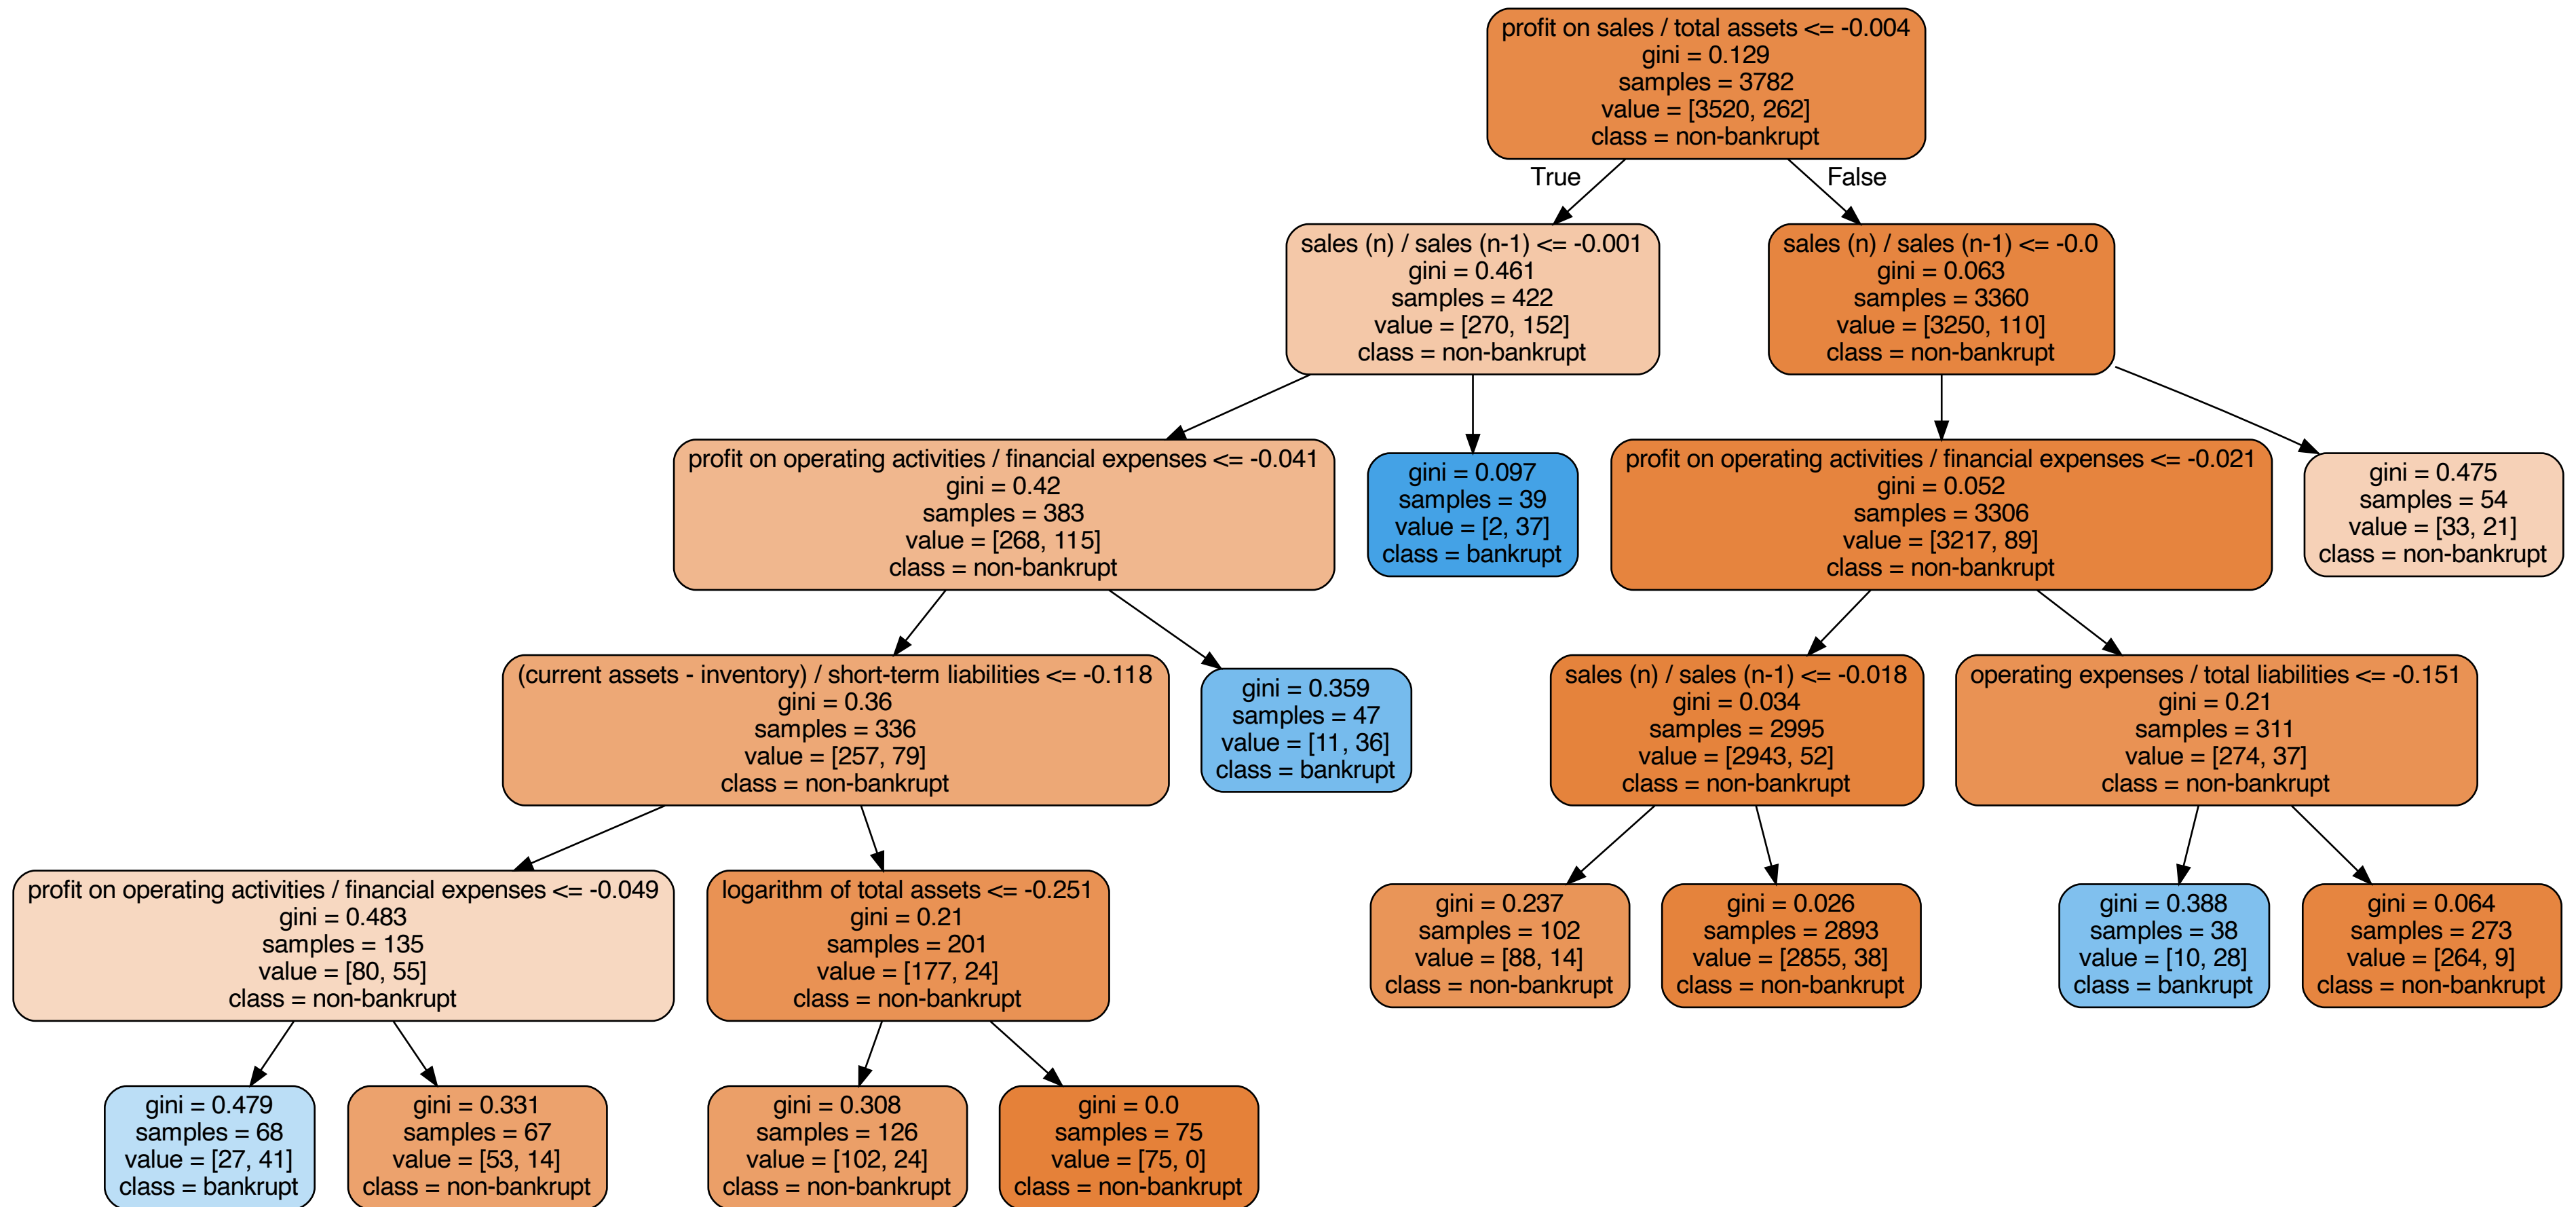 profit on sales / total assets <= -0.004
gini = 0.129
samples = 3782
value = [3520, 262]
class = non-bankrupt
True
False
sales (n) / sales (n-1) <= -0.001
gini = 0.461
samples = 422
value = [270, 152]
class = non-bankrupt
sales (n) / sales (n-1) <= -0.0
gini = 0.063
samples = 3360
value = [3250, 110]
class = non-bankrupt
profit on operating activities / financial expenses <= -0.041
gini = 0.42
samples = 383
value = [268, 115]
class = non-bankrupt
gini = 0.097
samples = 39
value = [2, 37]
class = bankrupt
profit on operating activities / financial expenses <= -0.021
gini = 0.052
samples = 3306
value = [3217, 89]
class = non-bankrupt
gini = 0.475
samples = 54
value = [33, 21]
class = non-bankrupt
(current assets - inventory) / short-term liabilities <= -0.118
gini = 0.36
samples = 336
value = [257, 79]
class = non-bankrupt
gini = 0.359
samples = 47
value = [11, 36]
class = bankrupt
sales (n) / sales (n-1) <= -0.018
gini = 0.034
samples = 2995
value = [2943, 52]
class = non-bankrupt
operating expenses / total liabilities <= -0.151
gini = 0.21
samples = 311
value = [274, 37]
class = non-bankrupt
profit on operating activities / financial expenses <= -0.049
gini = 0.483
samples = 135
value = [80, 55]
class = non-bankrupt
logarithm of total assets <= -0.251
gini = 0.21
samples = 201
value = [177, 24]
class = non-bankrupt
gini = 0.237
samples = 102
value = [88, 14]
class = non-bankrupt
gini = 0.026
samples = 2893
value = [2855, 38]
class = non-bankrupt
gini = 0.388
samples = 38
value = [10, 28]
class = bankrupt
gini = 0.064
samples = 273
value = [264, 9]
class = non-bankrupt
gini = 0.479
samples = 68
value = [27, 41]
class = bankrupt
gini = 0.331
samples = 67
value = [53, 14]
class = non-bankrupt
gini = 0.308
samples = 126
value = [102, 24]
class = non-bankrupt
gini = 0.0
samples = 75
value = [75, 0]
class = non-bankrupt